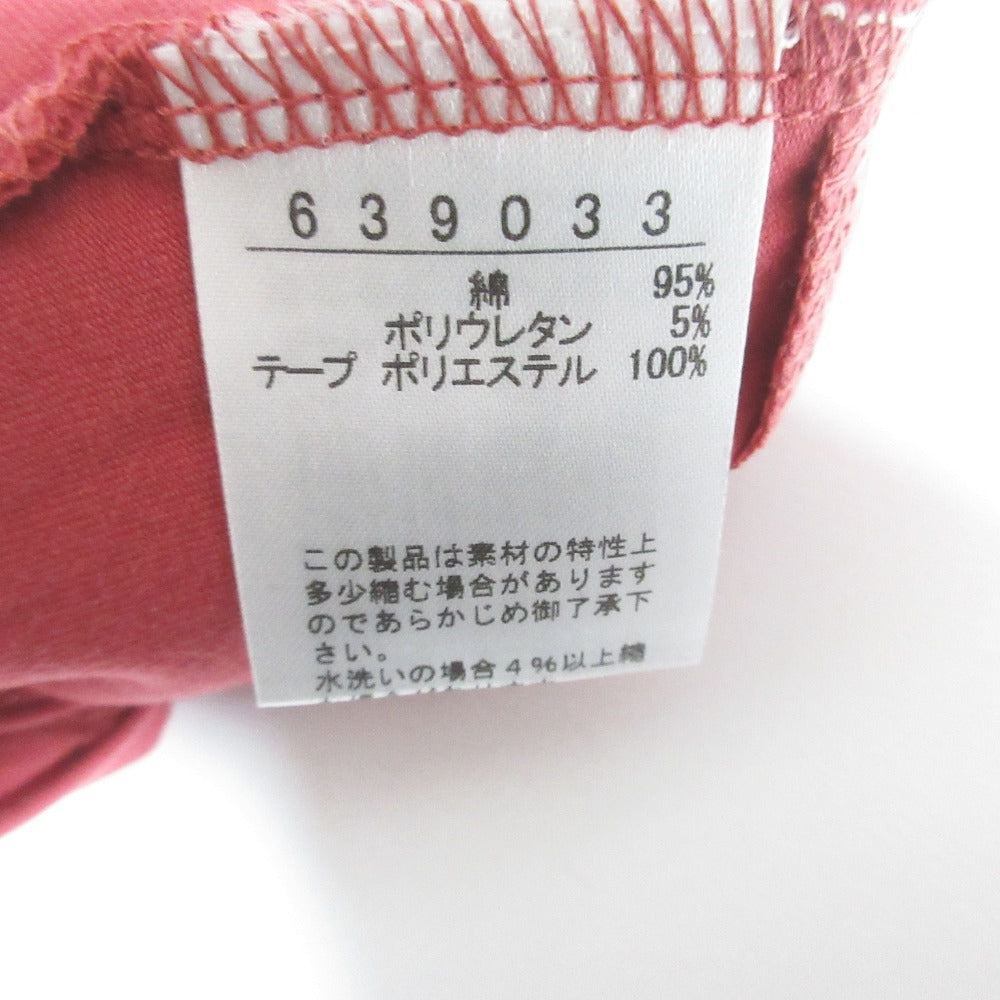 639033
綿 95%
ポリウレタン 5%
テープ ポリエステル 100%
この製品は素材の特性上
多少縮む場合があります
のであらかじめ御了承下
さい。
水洗いの場合4%以上縮